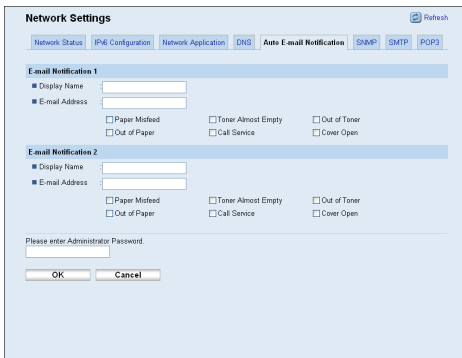 Network Settings
Refresh
Network Status IPv6 Configuration Network Application DNS Auto E-mail Notification SNMP SMTP POP3
E-mail Notification 1
Display Name :
E-mail Address :
Paper Misfeed Toner Almost Empty Out of Toner
Out of Paper Call Service Cover Open
E-mail Notification 2
Display Name :
E-mail Address :
Paper Misfeed Toner Almost Empty Out of Toner
Out of Paper Call Service Cover Open
Please enter Administrator Password.
OK Cancel